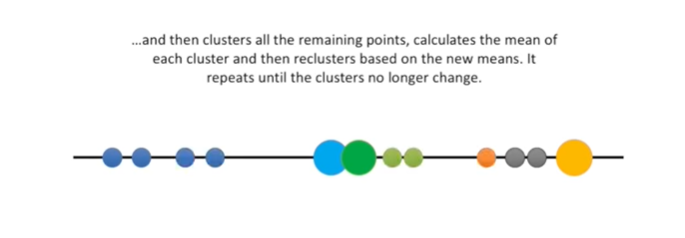 ...and then clusters all the remaining points, calculates the mean of
each cluster and then reclusters based on the new means. It
repeats until the clusters no longer change.